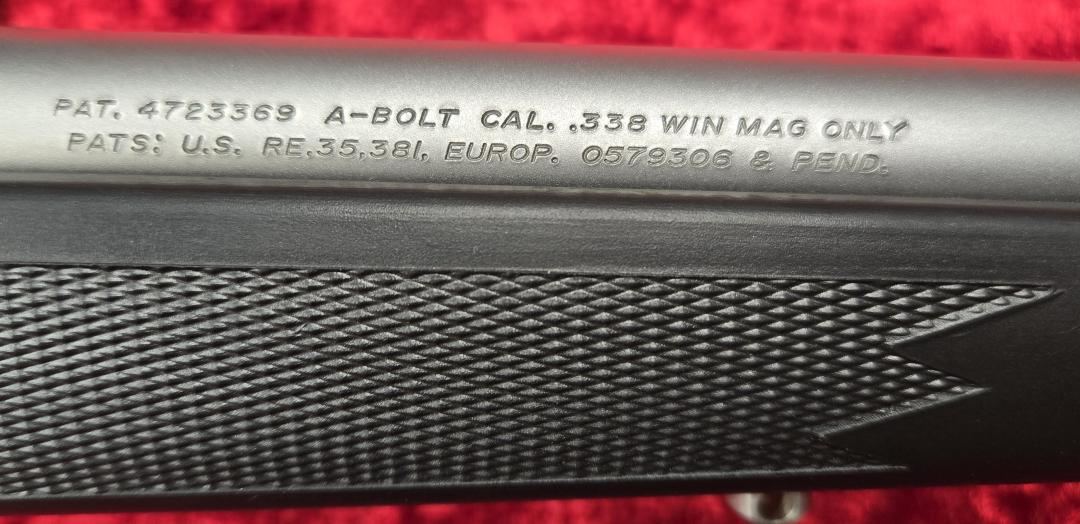 PAT. 4723369 A-BOLT CAL. .338 WIN MAG ONLY
PATS: U.S. RE.35,381, EUROP. 0579306 & PEND.